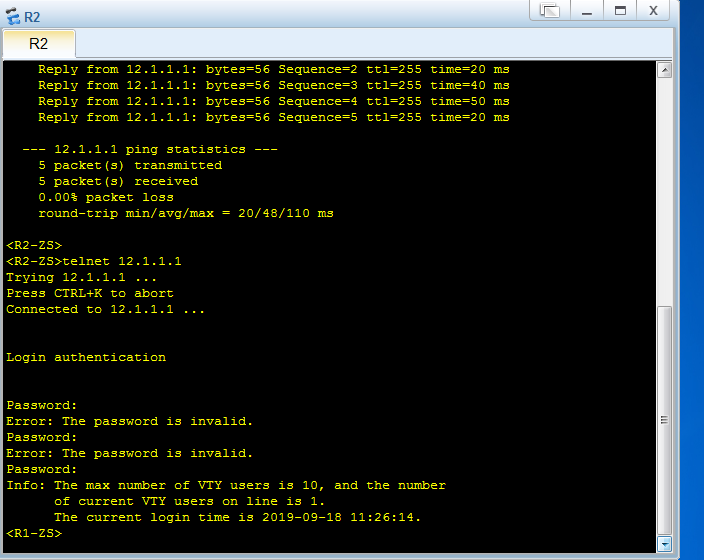 R2
R2
Reply from 12.1.1.1: bytes=56 Sequence=2 ttl=255 time=20 ms
Reply from 12.1.1.1: bytes=56 Sequence=3 ttl=255 time=40 ms
Reply from 12.1.1.1: bytes=56 Sequence=4 ttl=255 time=50 ms
Reply from 12.1.1.1: bytes=56 Sequence=5 ttl=255 time=20 ms
--- 12.1.1.1 ping statistics ---
5 packet(s) transmitted
5 packet(s) received
0.00% packet loss
round-trip min/avg/max = 20/48/110 ms
<R2-ZS>
<R2-ZS>telnet 12.1.1.1
Trying 12.1.1.1 ...
Press CTRL+K to abort
Connected to 12.1.1.1 ...
Login authentication
Password:
Error: The password is invalid.
Password:
Error: The password is invalid.
Password:
Info: The max number of VTY users is 10, and the number
of current VTY users on line is 1.
The current login time is 2019-09-18 11:26:14.
<R1-ZS>